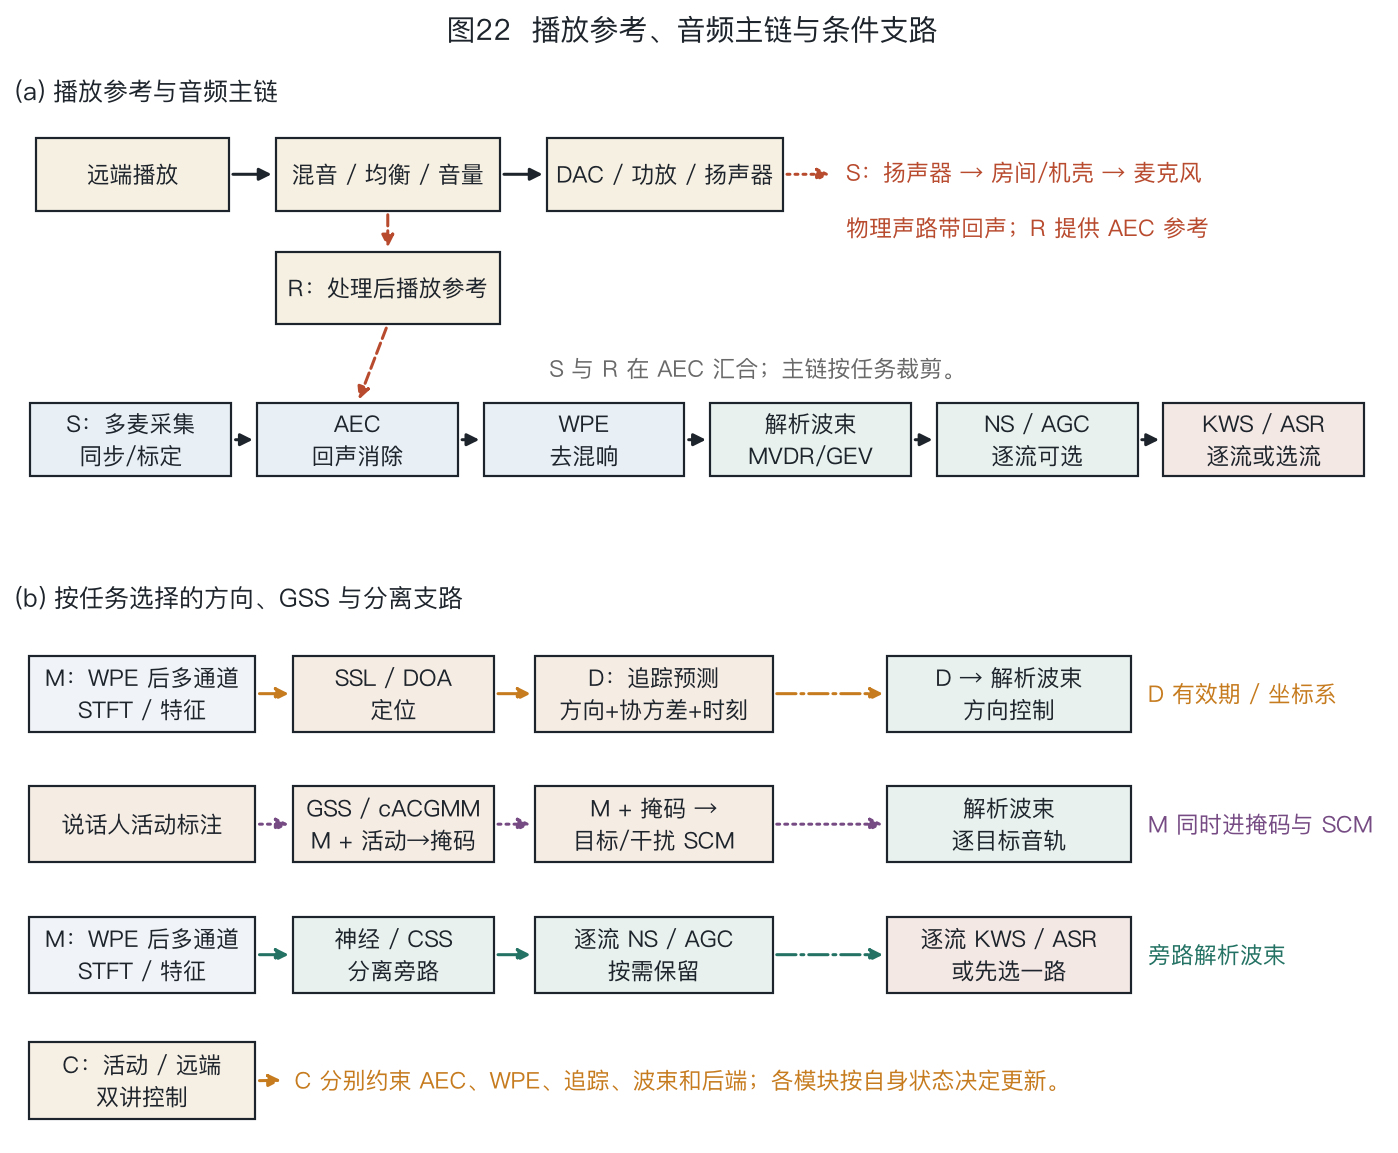 图22 播放参考、音频主链与条件支路
(a) 播放参考与音频主链
远端播放
混音 / 均衡 / 音量
DAC / 功放 / 扬声器
S：扬声器 → 房间/机壳 → 麦克风
物理声路带回声；R 提供 AEC 参考
R：处理后播放参考
S 与 R 在 AEC 汇合；主链按任务裁剪。
S：多麦采集
同步/标定
AEC
回声消除
WPE
去混响
解析波束
MVDR/GEV
NS / AGC
逐流可选
KWS / ASR
逐流或选流
(b) 按任务选择的方向、GSS 与分离支路
M：WPE 后多通道
STFT / 特征
SSL / DOA
定位
D：追踪预测
方向+协方差+时刻
D → 解析波束
方向控制
D 有效期 / 坐标系
说话人活动标注
GSS / cACGMM
M + 活动→掩码
M + 掩码 →
目标/干扰 SCM
解析波束
逐目标音轨
M 同时进掩码与 SCM
M：WPE 后多通道
STFT / 特征
神经 / CSS
分离旁路
逐流 NS / AGC
按需保留
逐流 KWS / ASR
或先选一路
旁路解析波束
C：活动 / 远端
双讲控制
C 分别约束 AEC、WPE、追踪、波束和后端；各模块按自身状态决定更新。